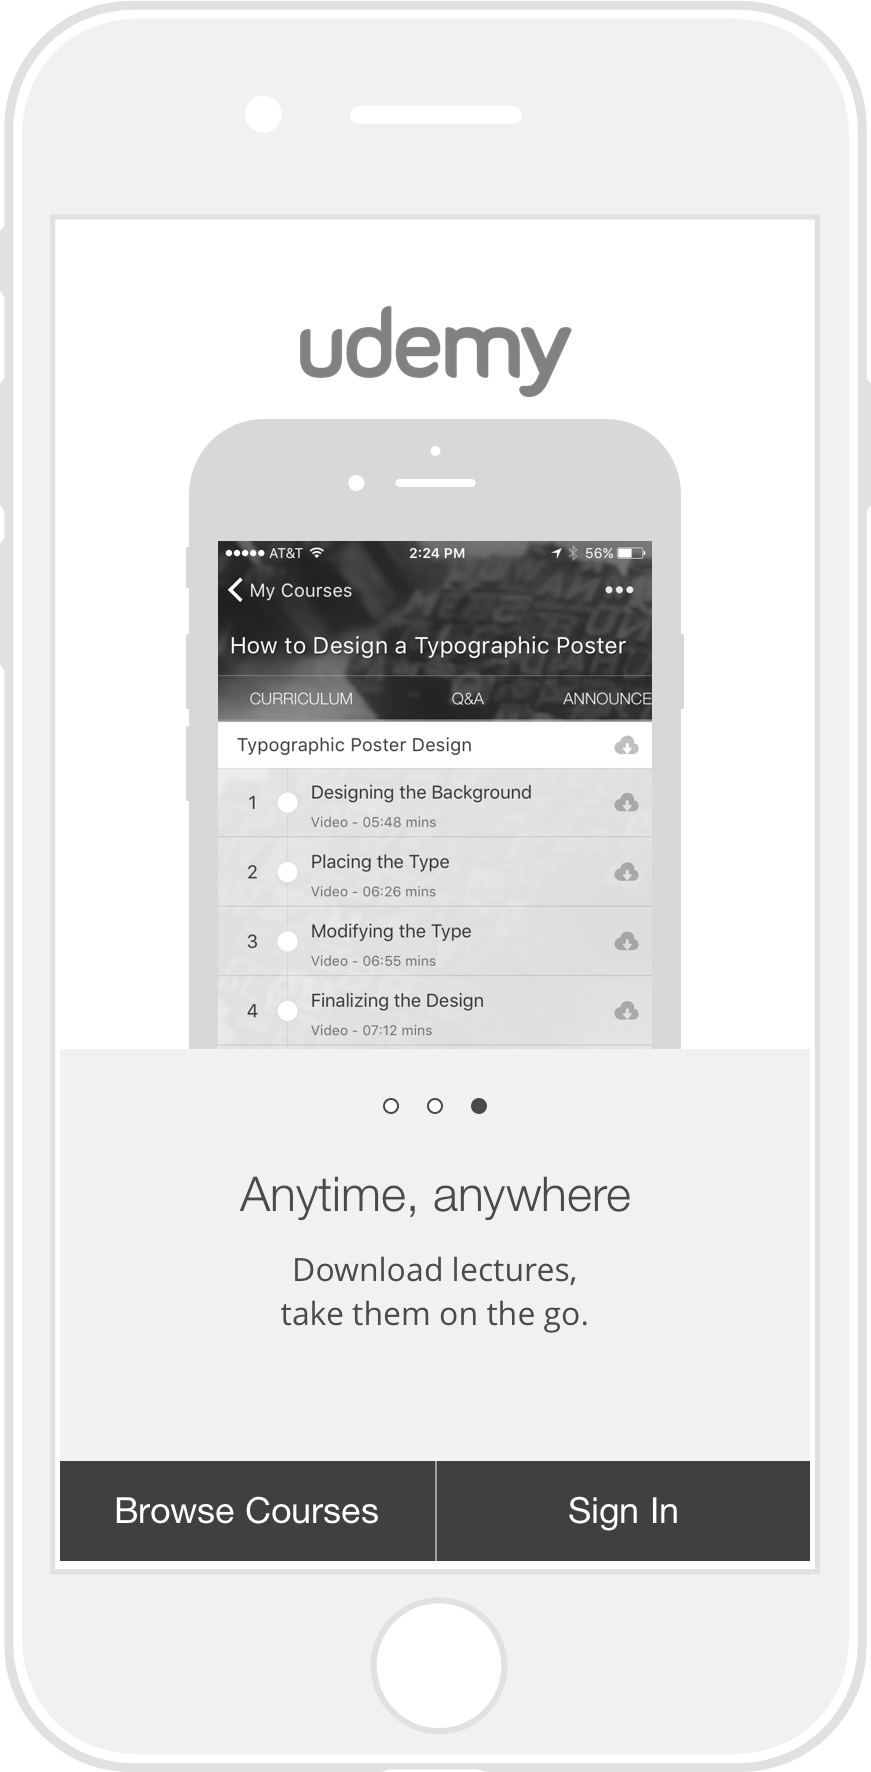 udemy
AT&T 2:24 PM 56%
My Courses
How to Design a Typographic Poster
CURRICULUM Q&A ANNOUNCE
Typographic Poster Design
1 Designing the Background
Video - 05:48 mins
2 Placing the Type
Video - 06:26 mins
3 Modifying the Type
Video - 06:55 mins
4 Finalizing the Design
Video - 07:12 mins
Anytime, anywhere
Download lectures,
take them on the go.
Browse Courses Sign In